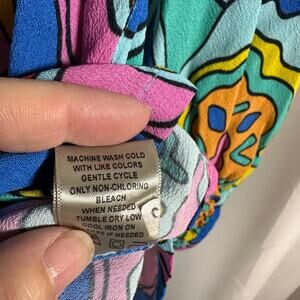 MACHINE WASH COLD
WITH LIKE COLORS
GENTLE CYCLE
ONLY NON-CHLORING
BLEACH
WHEN NEEDED
TUMBLE DRY LOW
COOL IRON ON
IF NEEDED